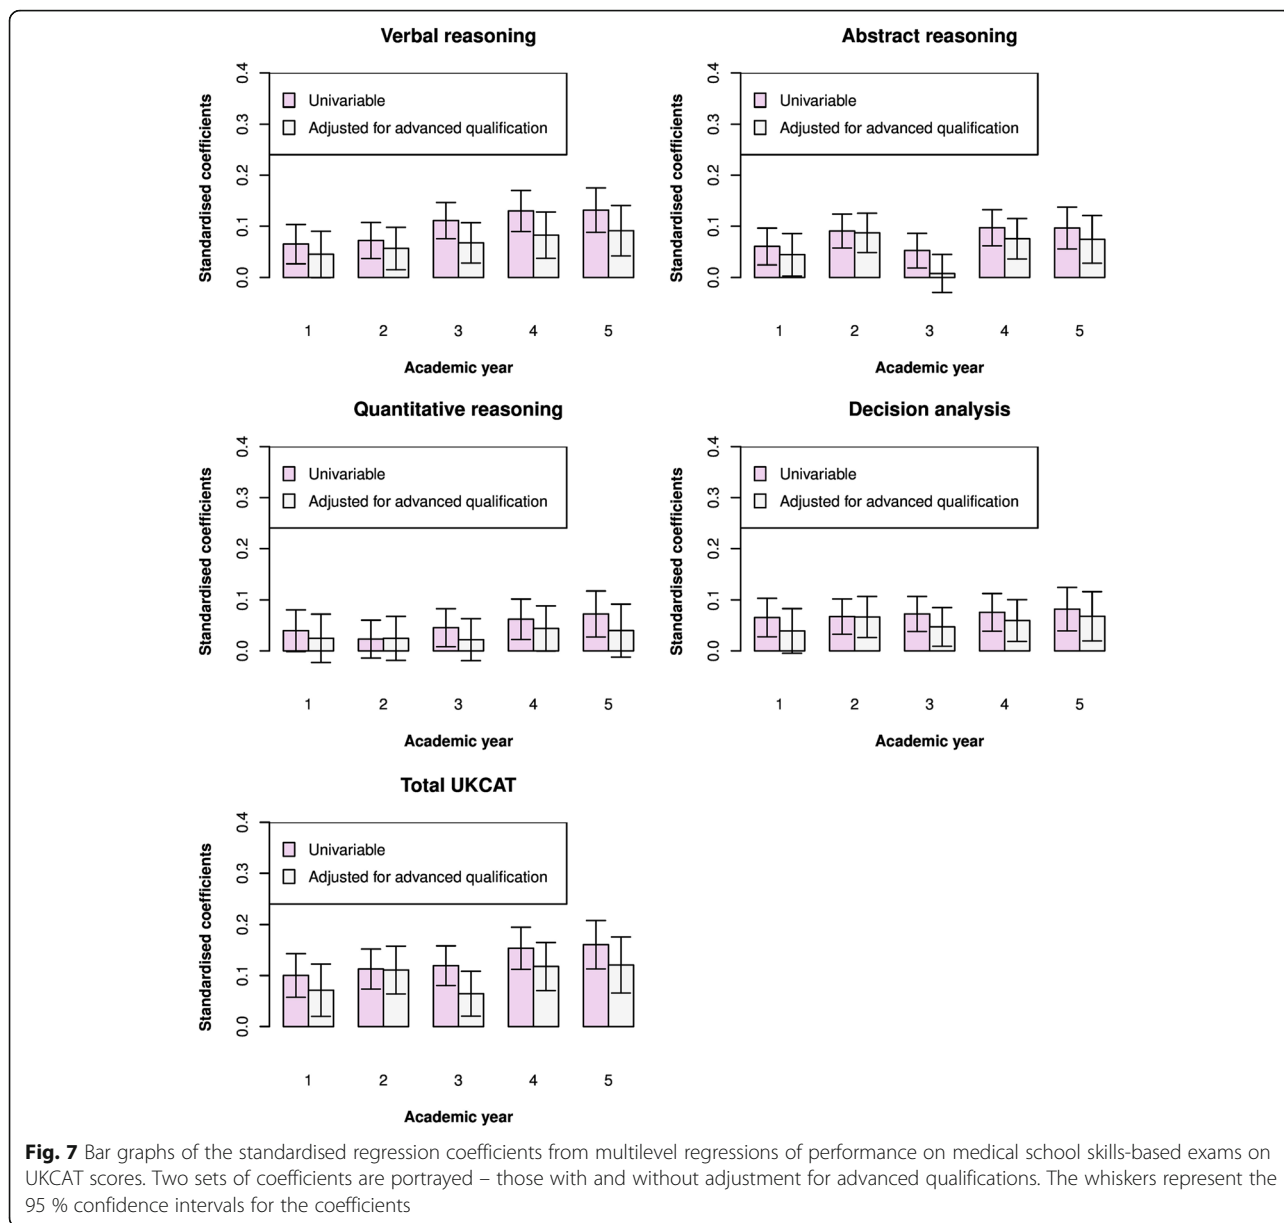 Verbal reasoning
Standardised coefficients
0.4
0.3
0.2
0.1
0.0
Univariable
Adjusted for advanced qualification
1 2 3 4 5
Academic year
Abstract reasoning
Standardised coefficients
0.4
0.3
0.2
0.1
0.0
Univariable
Adjusted for advanced qualification
1 2 3 4 5
Academic year
Quantitative reasoning
Standardised coefficients
0.4
0.3
0.2
0.1
0.0
Univariable
Adjusted for advanced qualification
1 2 3 4 5
Academic year
Decision analysis
Standardised coefficients
0.4
0.3
0.2
0.1
0.0
Univariable
Adjusted for advanced qualification
1 2 3 4 5
Academic year
Total UKCAT
Standardised coefficients
0.4
0.3
0.2
0.1
0.0
Univariable
Adjusted for advanced qualification
1 2 3 4 5
Academic year
Fig. 7 Bar graphs of the standardised regression coefficients from multilevel regressions of performance on medical school skills-based exams on
UKCAT scores. Two sets of coefficients are portrayed – those with and without adjustment for advanced qualifications. The whiskers represent the
95 % confidence intervals for the coefficients